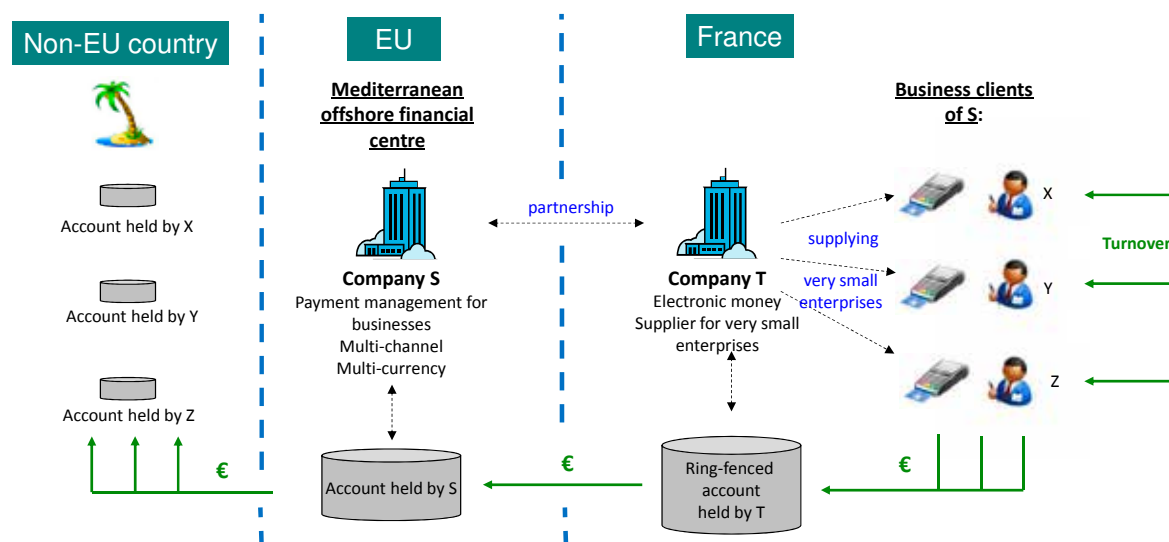 Non-EU country
EU
France
Mediterranean
offshore financial
centre
Business clients
of S:
Account held by X
Account held by Y
Account held by Z
€
Company S
Payment management for
businesses
Multi-channel
Multi-currency
Account held by S
partnership
€
Company T
Electronic money
Supplier for very small
enterprises
Ring-fenced
account
held by T
supplying
very small
enterprises
X
Y
Z
Turnover
€